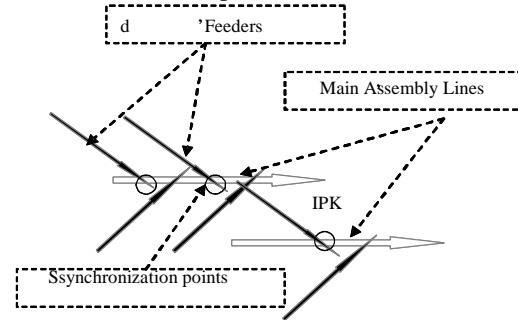 d 'Feeders
Main Assembly Lines
IPK
Ssynchronization points